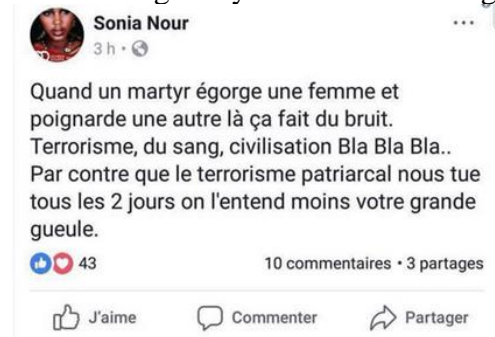 Sonia Nour
3 h
Quand un martyr égorge une femme et
poignarde une autre là ça fait du bruit.
Terrorisme, du sang, civilisation Bla Bla Bla..
Par contre que le terrorisme patriarcal nous tue
tous les 2 jours on l'entend moins votre grande
gueule.
43 10 commentaires • 3 partages
J'aime Commenter Partager